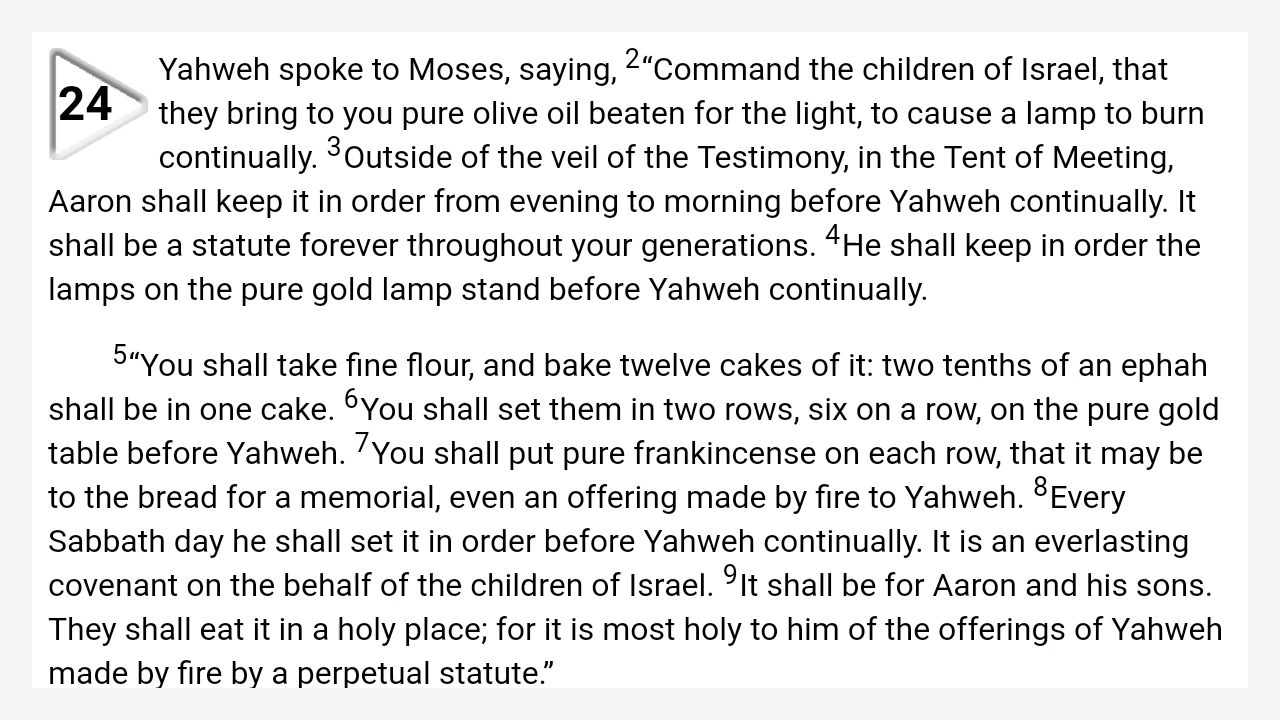 24 Yahweh spoke to Moses, saying, 2“Command the children of Israel, that
they bring to you pure olive oil beaten for the light, to cause a lamp to burn
continually. 3Outside of the veil of the Testimony, in the Tent of Meeting,
Aaron shall keep it in order from evening to morning before Yahweh continually. It
shall be a statute forever throughout your generations. 4He shall keep in order the
lamps on the pure gold lamp stand before Yahweh continually.
5“You shall take fine flour, and bake twelve cakes of it: two tenths of an ephah
shall be in one cake. 6You shall set them in two rows, six on a row, on the pure gold
table before Yahweh. 7You shall put pure frankincense on each row, that it may be
to the bread for a memorial, even an offering made by fire to Yahweh. 8Every
Sabbath day he shall set it in order before Yahweh continually. It is an everlasting
covenant on the behalf of the children of Israel. 9It shall be for Aaron and his sons.
They shall eat it in a holy place; for it is most holy to him of the offerings of Yahweh
made by fire by a perpetual statute.”